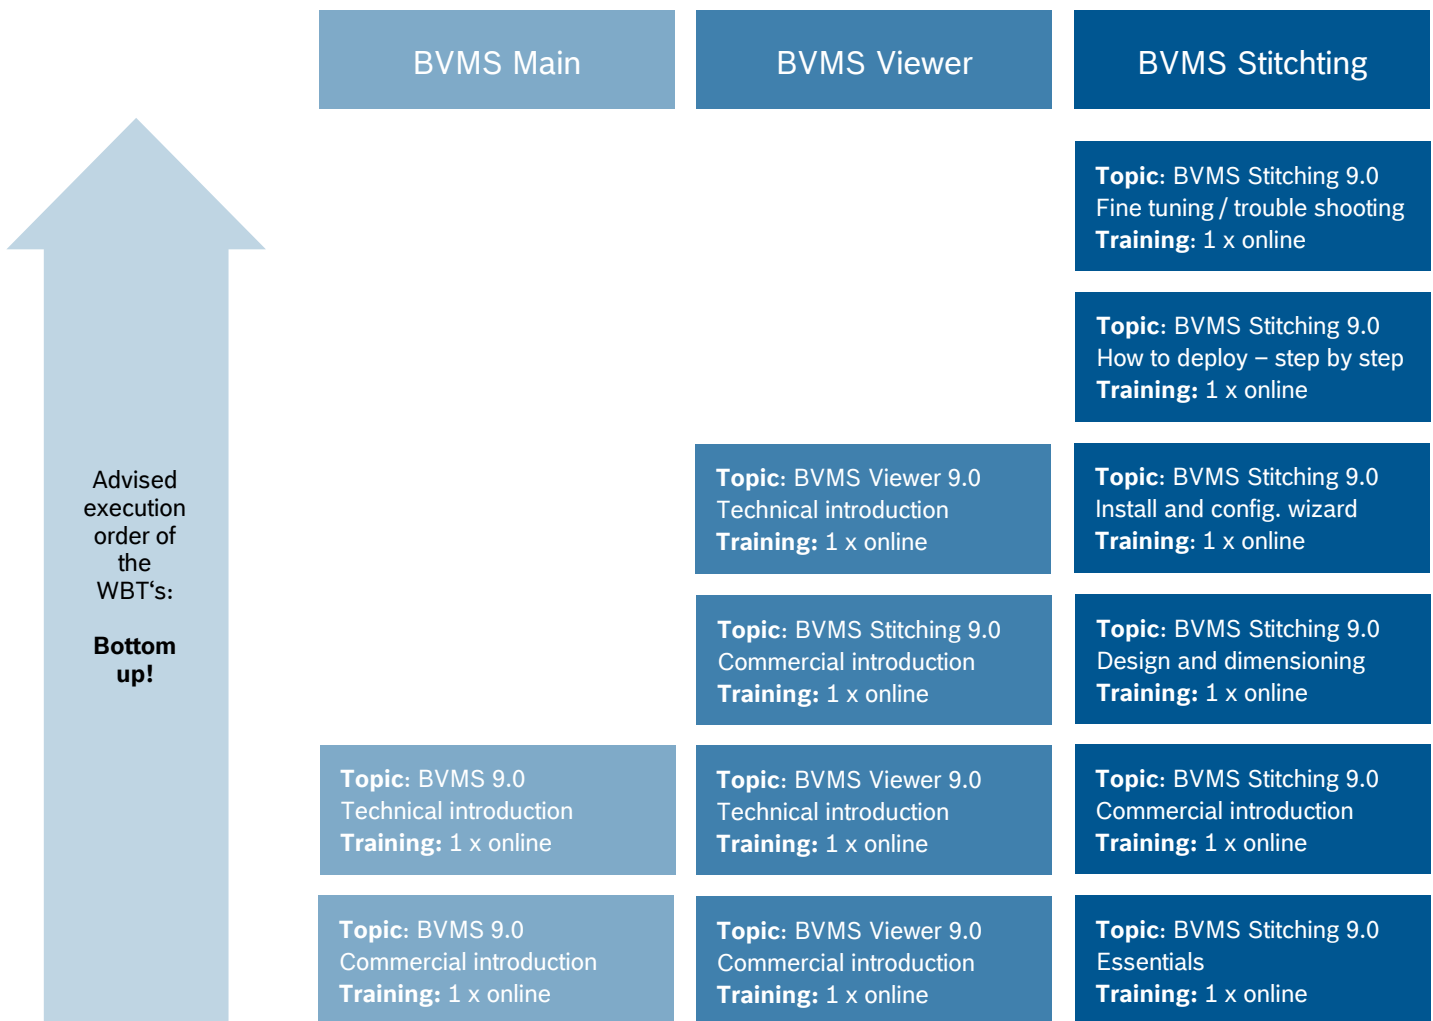 BVMS Main
BVMS Viewer
BVMS Stitchting
Advised
execution
order of
the
WBT‘s:
Bottom
up!
Topic: BVMS Stitching 9.0
Fine tuning / trouble shooting
Training: 1 x online
Topic: BVMS Stitching 9.0
How to deploy – step by step
Training: 1 x online
Topic: BVMS Viewer 9.0
Technical introduction
Training: 1 x online
Topic: BVMS Stitching 9.0
Install and config. wizard
Training: 1 x online
Topic: BVMS Stitching 9.0
Commercial introduction
Training: 1 x online
Topic: BVMS Stitching 9.0
Design and dimensioning
Training: 1 x online
Topic: BVMS 9.0
Technical introduction
Training: 1 x online
Topic: BVMS Viewer 9.0
Technical introduction
Training: 1 x online
Topic: BVMS Stitching 9.0
Commercial introduction
Training: 1 x online
Topic: BVMS 9.0
Commercial introduction
Training: 1 x online
Topic: BVMS Viewer 9.0
Commercial introduction
Training: 1 x online
Topic: BVMS Stitching 9.0
Essentials
Training: 1 x online